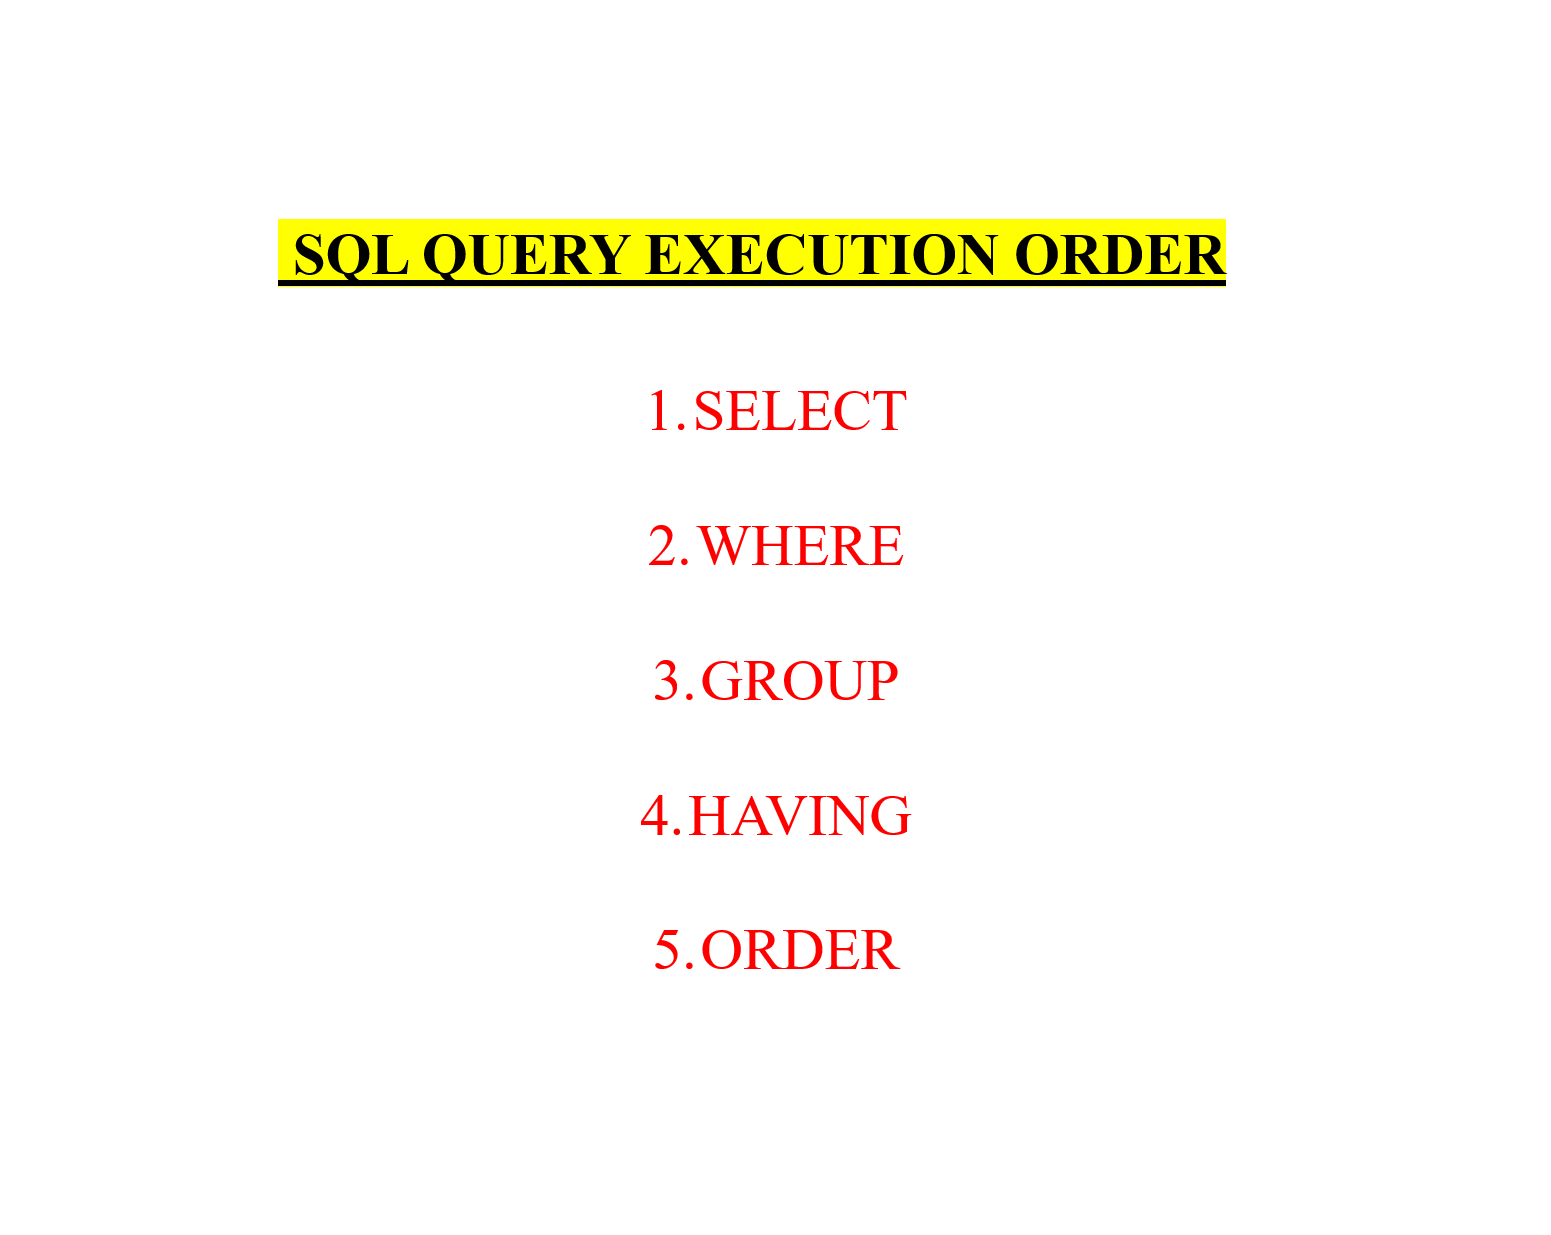 SQL QUERY EXECUTION ORDER
1. SELECT
2. WHERE
3. GROUP
4. HAVING
5. ORDER